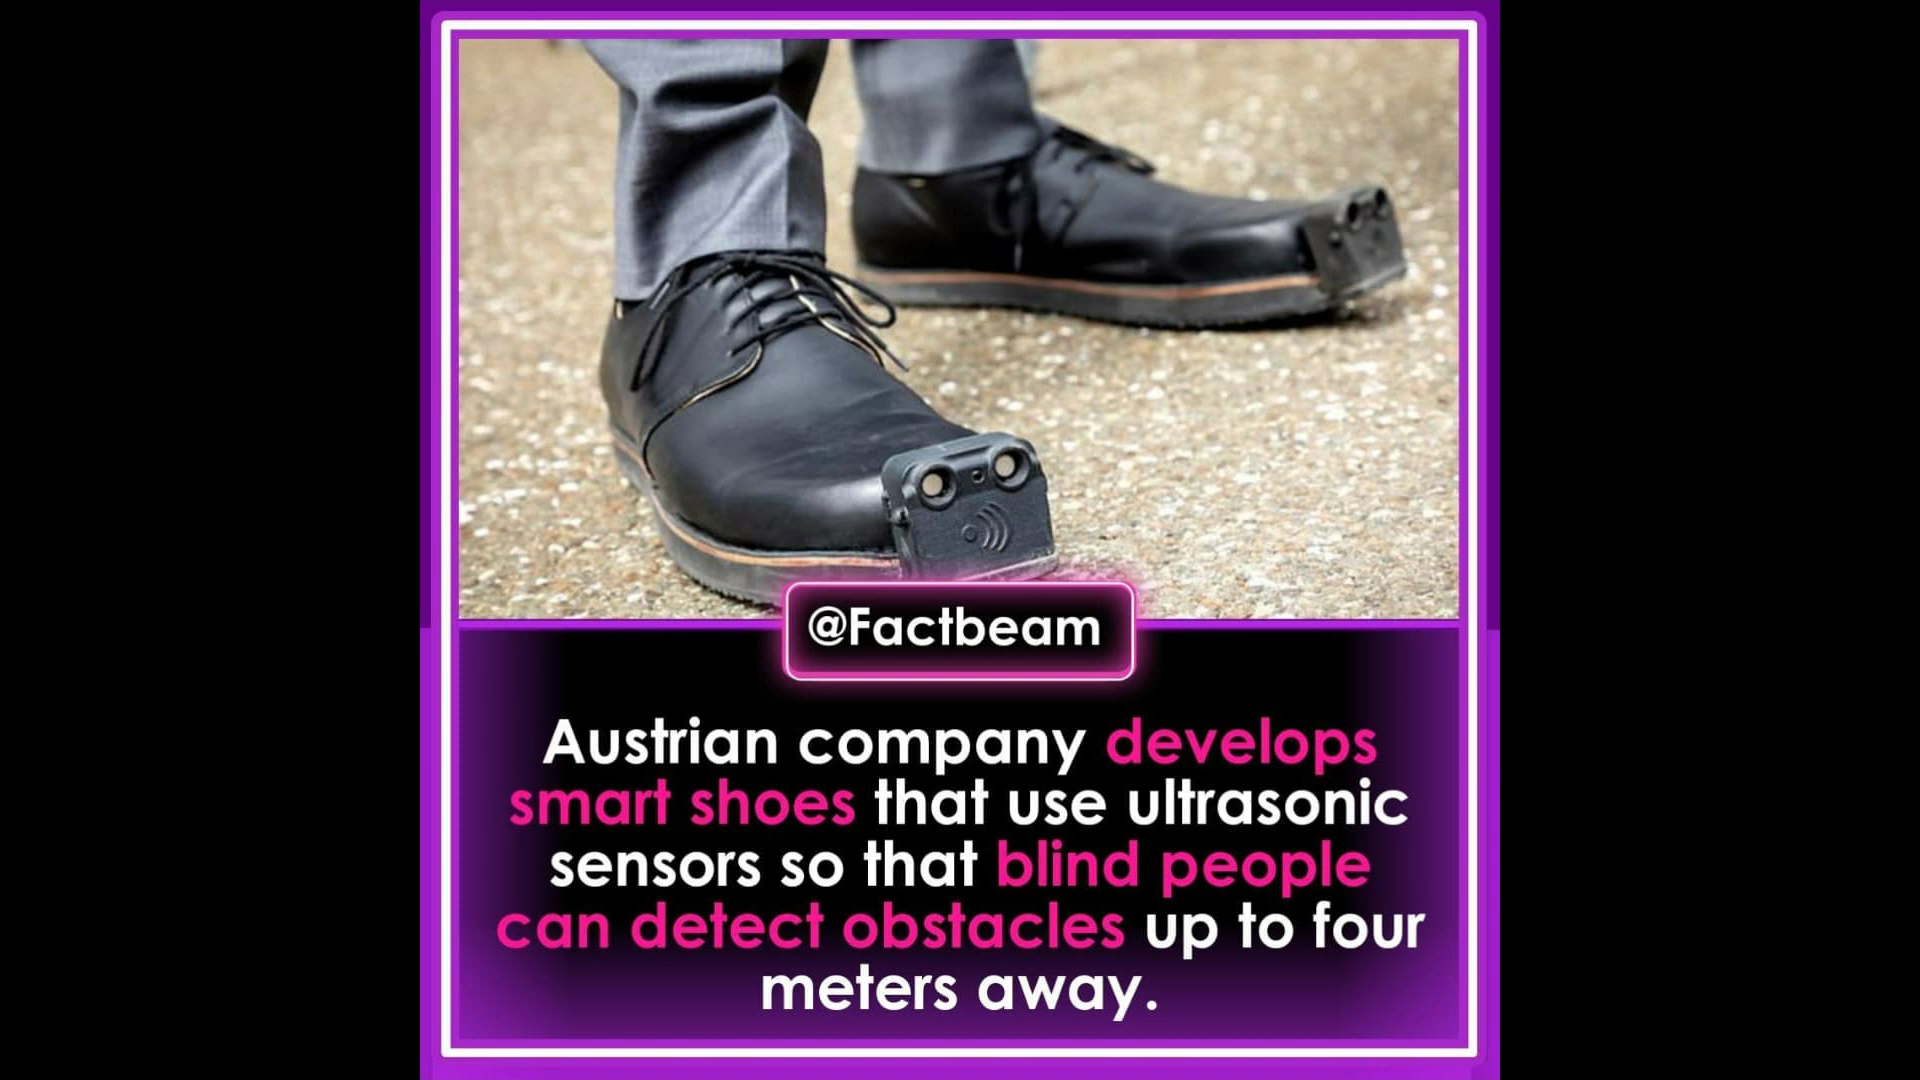 @Factbeam
Austrian company develops
smart shoes that use ultrasonic
sensors so that blind people
can detect obstacles up to four
meters away.